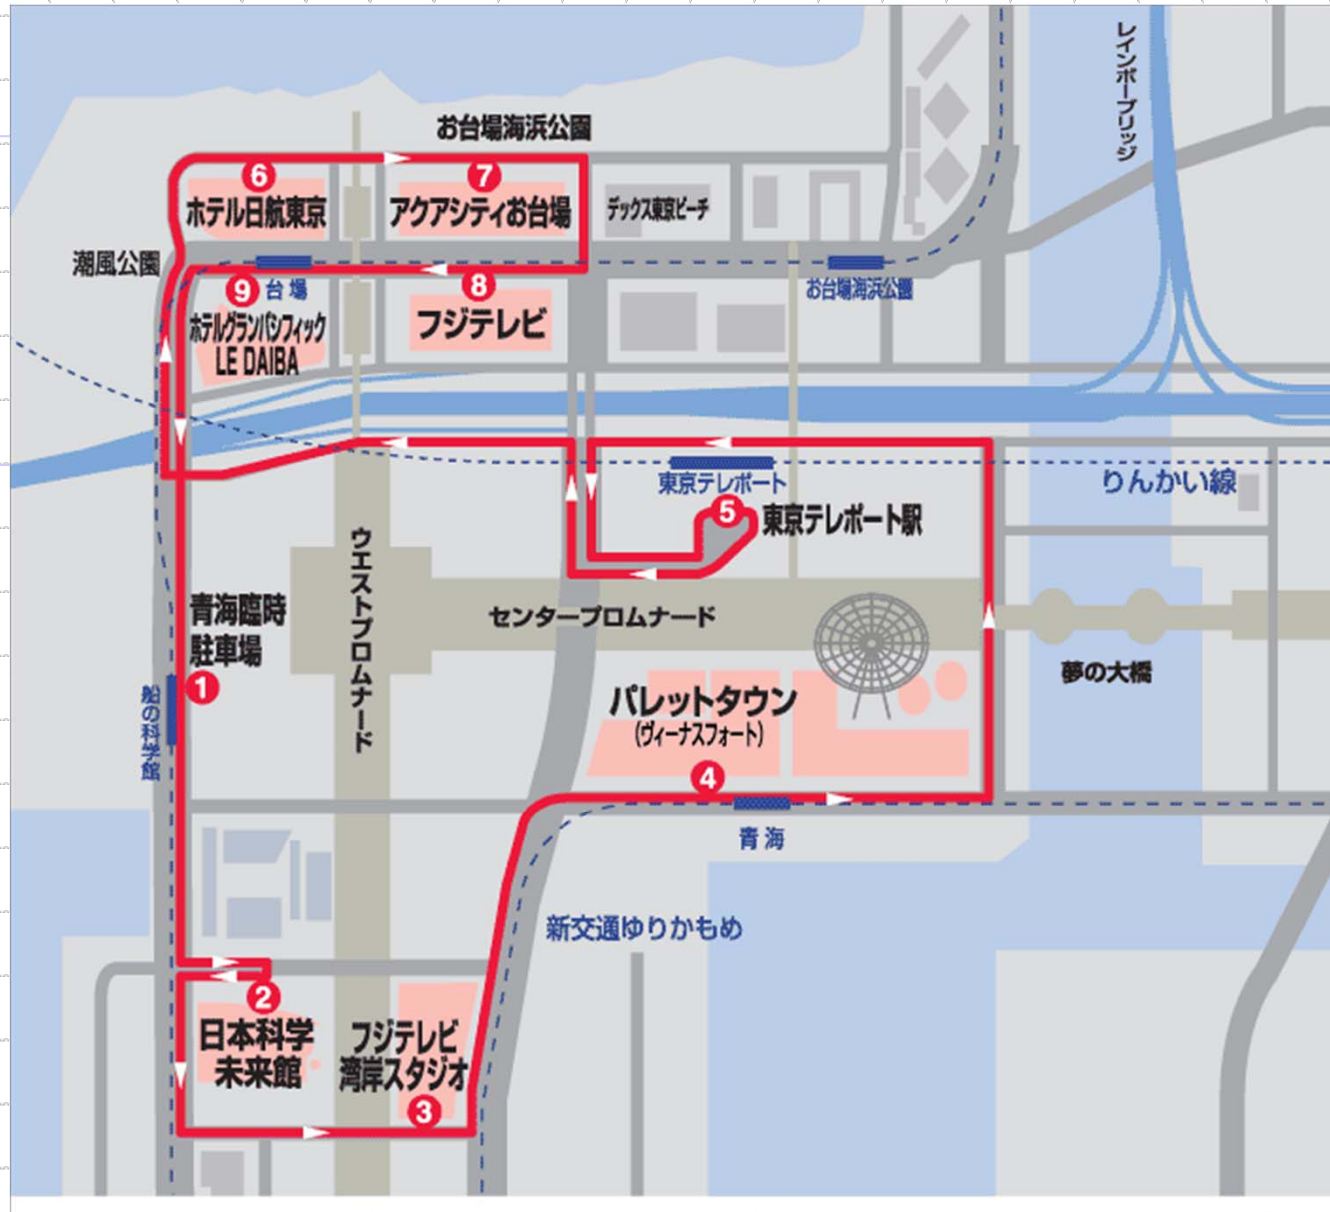 レインボーブリッジ
お台場海浜公園
6
7
ホテル日航東京
アクアシティお台場
デックス東京ビーチ
潮風公園
9
台場
8
お台場海浜公園
ホテルグランパシフィック
LE DAIBA
フジテレビ
東京テレポート
りんかい線
5
東京テレポート駅
ウエストプロムナード
青海臨時
駐車場
センタープロムナード
1
船の科学館
夢の大橋
パレットタウン
(ヴィーナスフォート)
4
青海
新交通ゆりかもめ
2
日本科学
未来館
フジテレビ
湾岸スタジオ
3